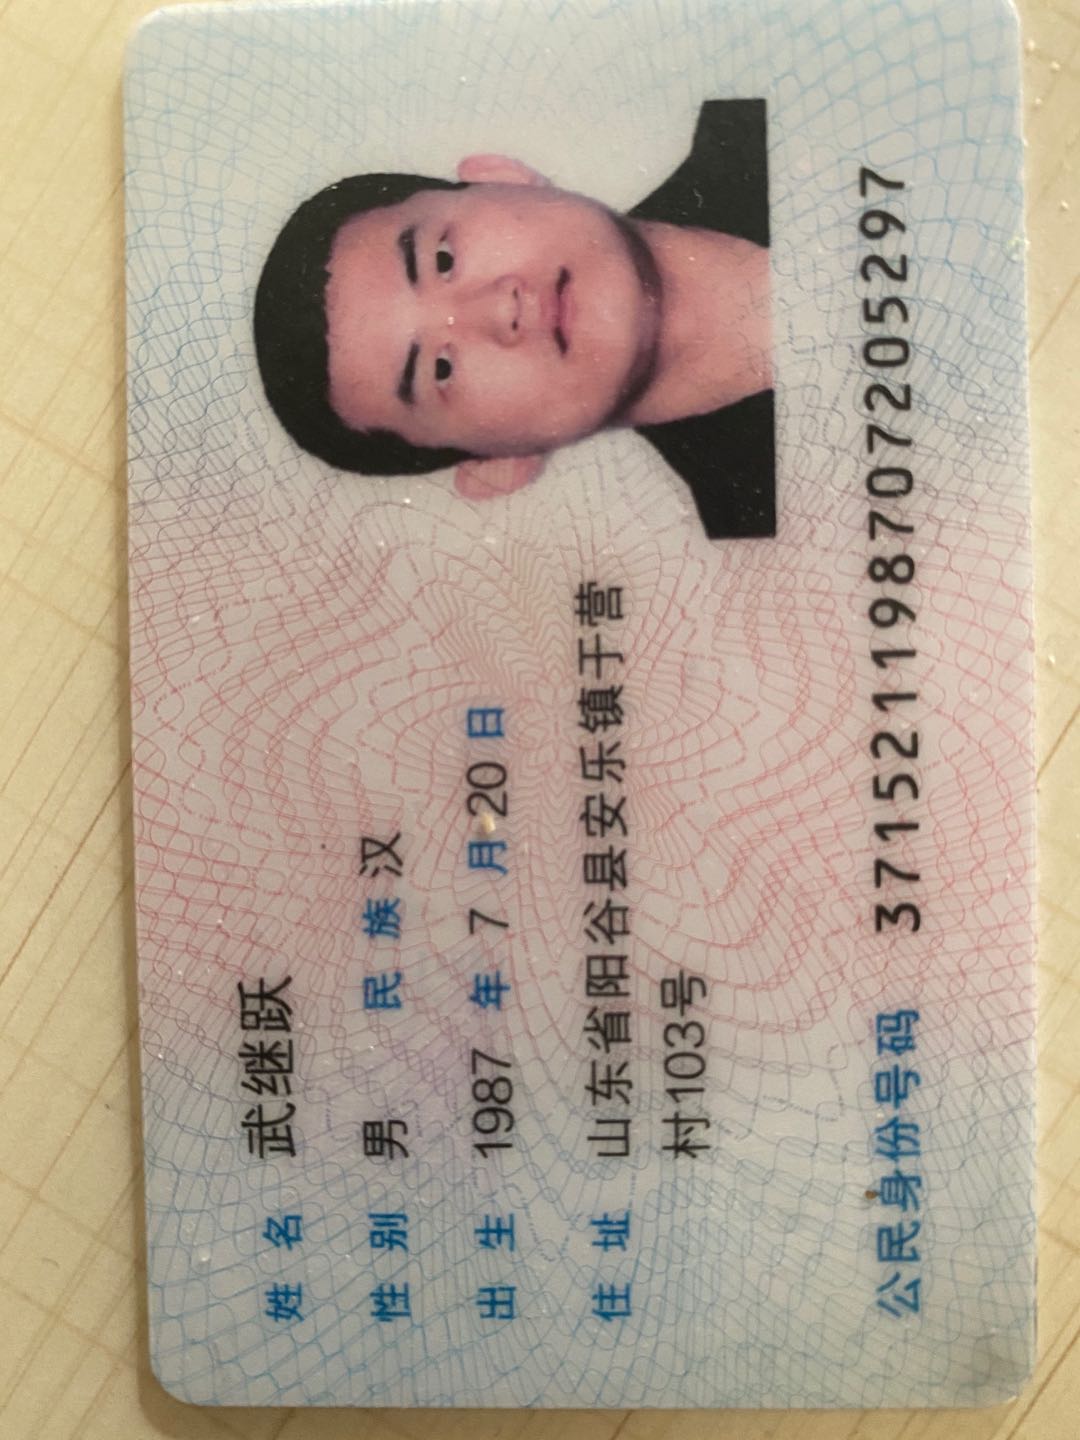 姓名 武继跃
性别 男 民族 汉
出生 1987 年 7 月 20 日
住址 山东省阳谷县安乐镇于营
村103号
公民身份号码 371521198707205297